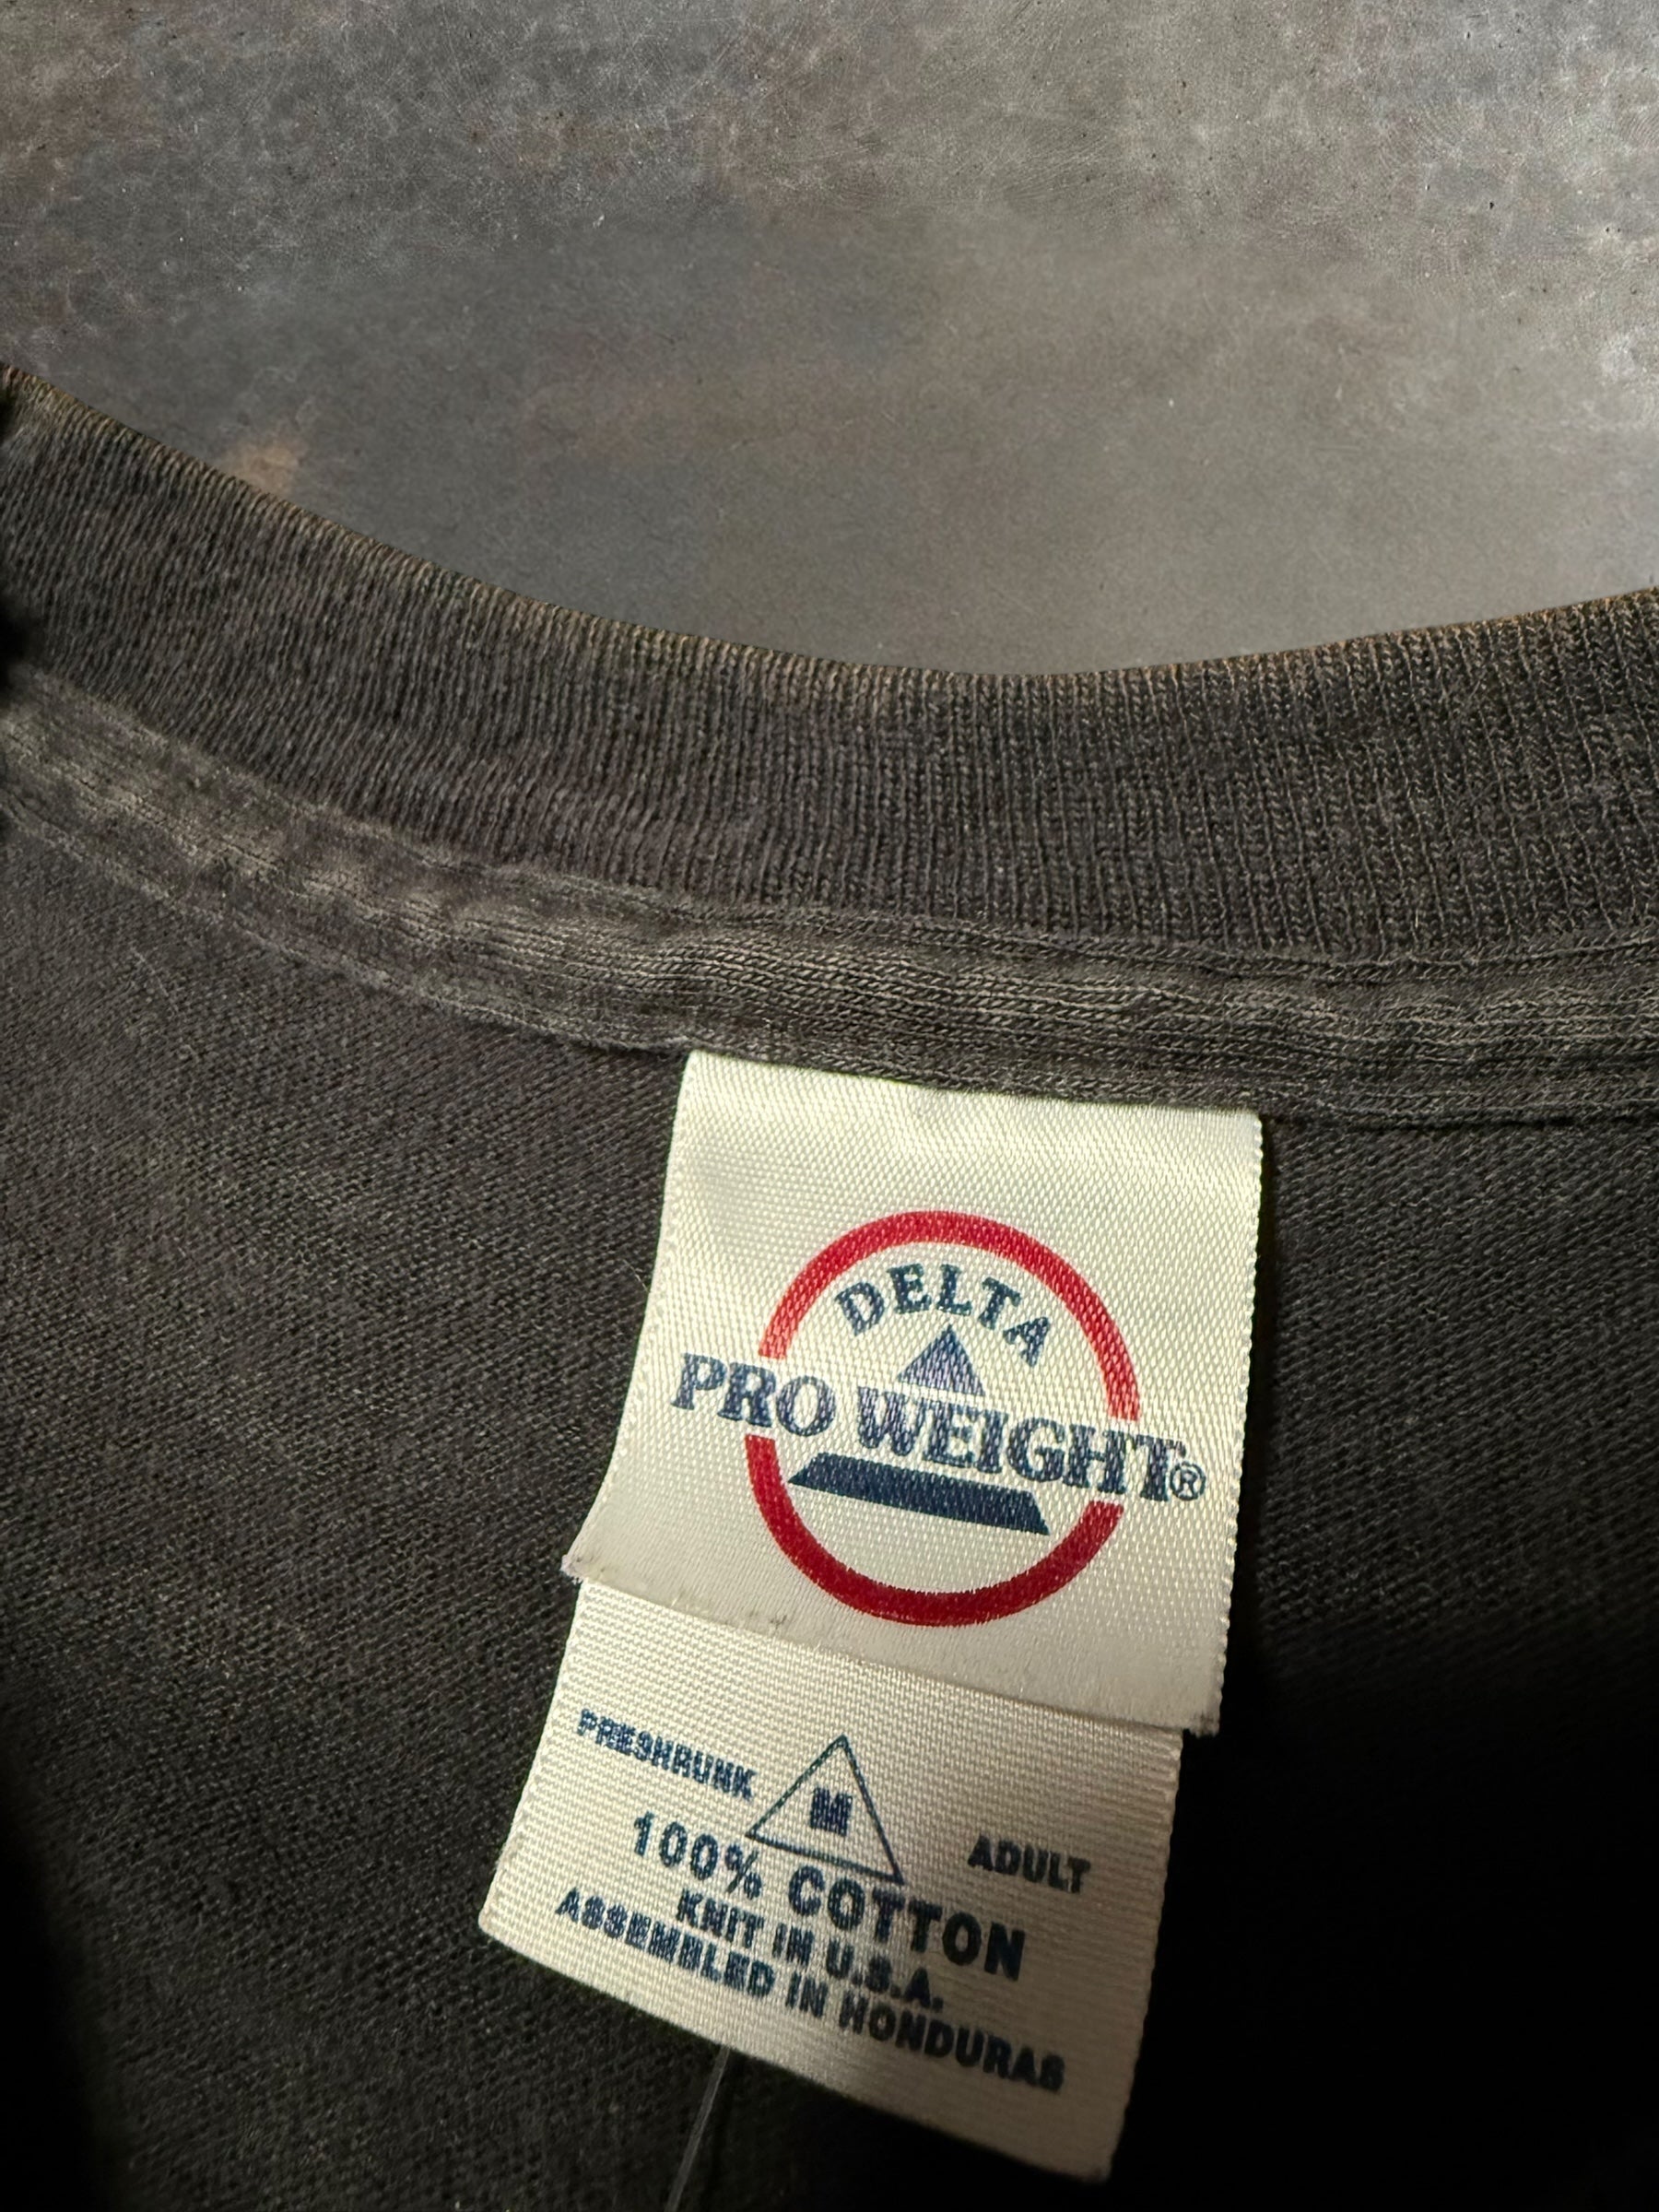 DELTA
PRO WEIGHT®
PRESHRUNK
M
ADULT
100% COTTON
KNIT IN U.S.A.
ASSEMBLED IN HONDURAS